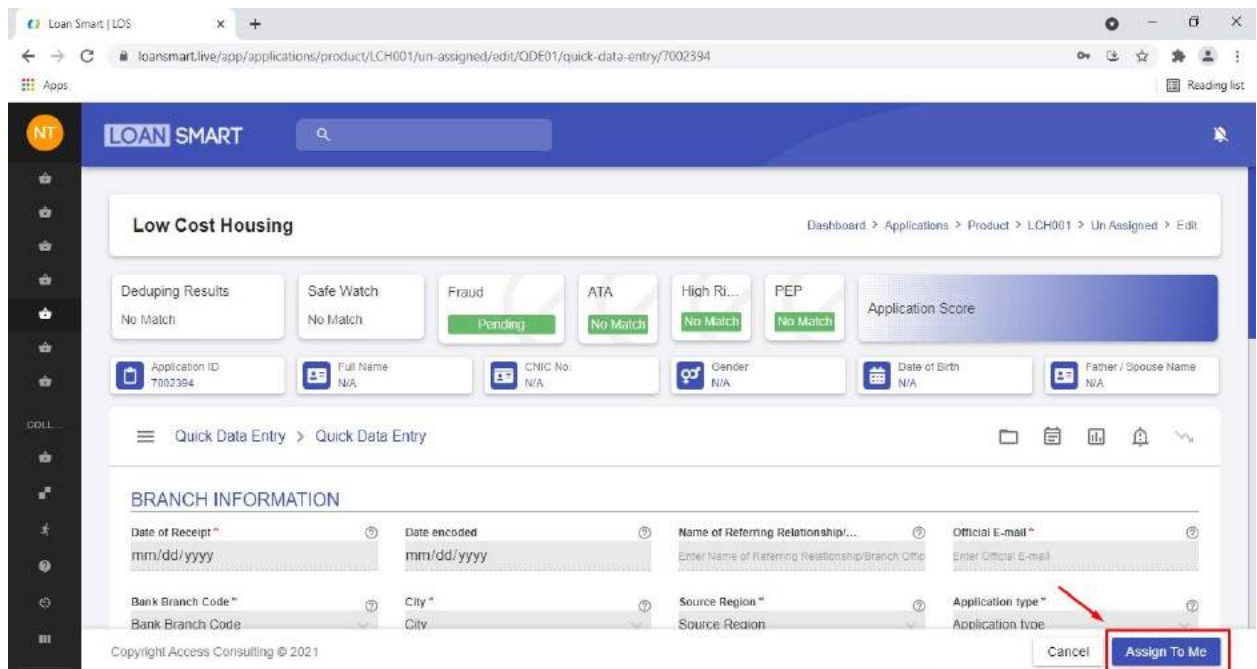 Loan Smart | LOS
loansmart.live/app/applications/product/LCH001/un-assigned/edit/QDE01/quick-data-entry/7002394
Apps
Reading list
NT
LOAN SMART
Low Cost Housing
Dashboard > Applications > Product > LCH001 > Un Assigned > Edit
Deduping Results
No Match
Safe Watch
No Match
Fraud
Pending
ATA
No Match
High Ri...
No Match
PEP
No Match
Application Score
Application ID
7002394
Full Name
N/A
CNIC No.
N/A
Gender
N/A
Date of Birth
N/A
Father / Spouse Name
N/A
COLL...
Quick Data Entry > Quick Data Entry
BRANCH INFORMATION
Date of Receipt *
mm/dd/yyyy
Date encoded
mm/dd/yyyy
Name of Referring Relationship/...
Enter Name of Referring Relationship/Branch Offic
Official E-mail *
Enter Official E-mail
Bank Branch Code *
Bank Branch Code
City *
City
Source Region *
Source Region
Application type *
Application type
Copyright Access Consulting © 2021
Cancel
Assign To Me